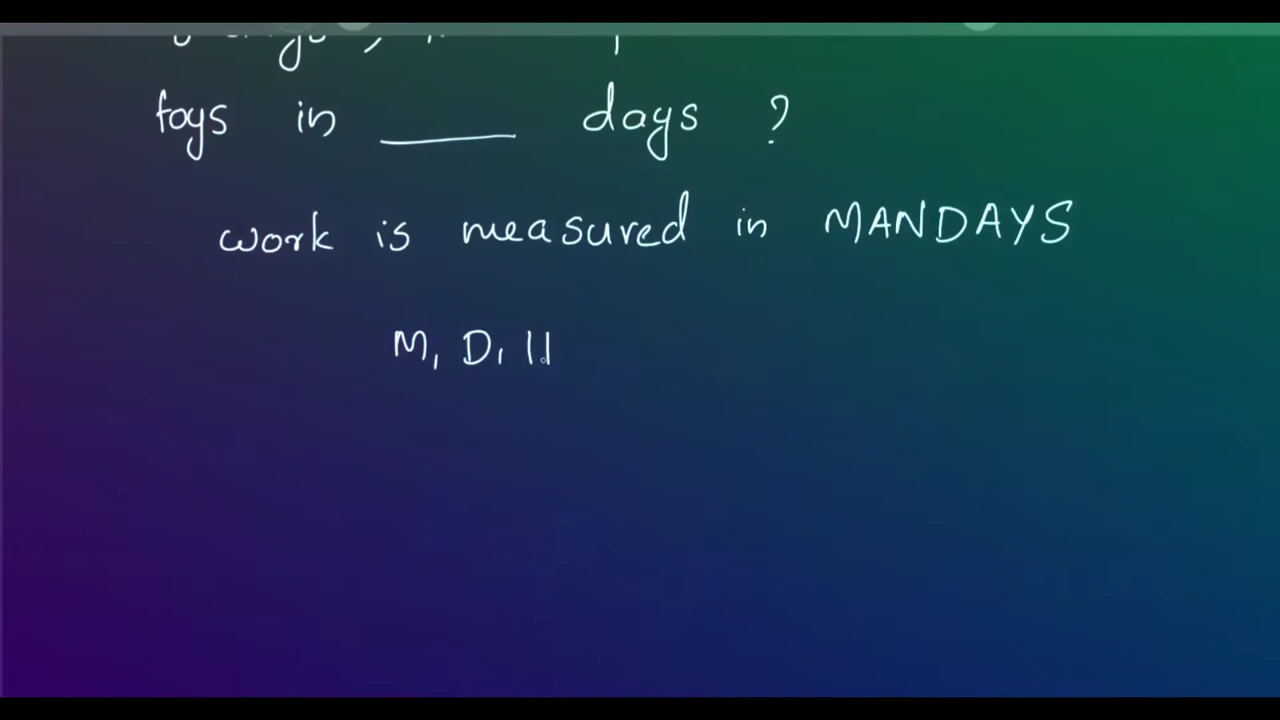 toys in ____ days ?
work is measured in MANDAYS
M, D,